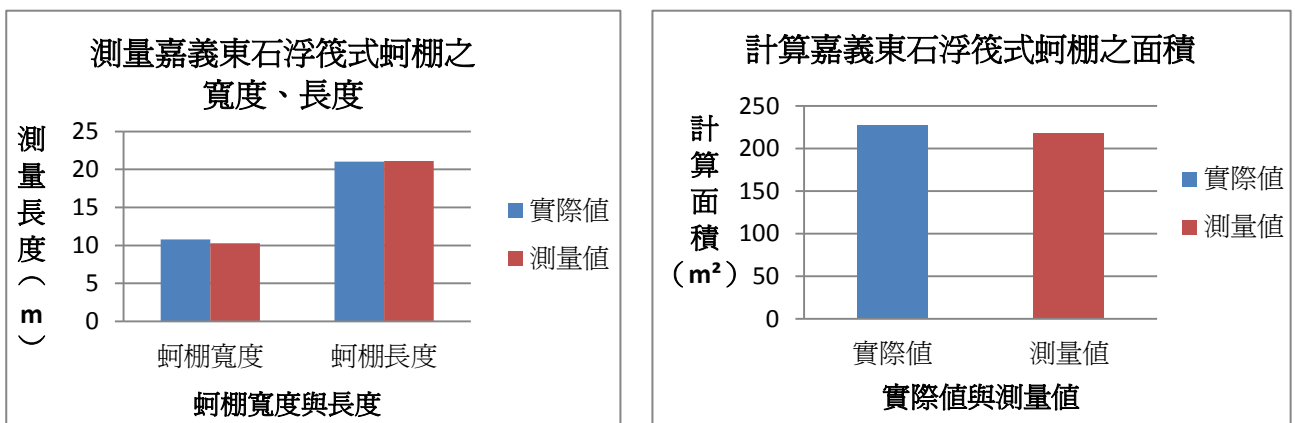 測量嘉義東石浮筏式蚵棚之
寬度、長度
測量長度（m）
25
20
15
10
5
0
蚵棚寬度
蚵棚長度
蚵棚寬度與長度
實際值
測量值
計算嘉義東石浮筏式蚵棚之面積
計算面積（m²）
250
200
150
100
50
0
實際值
測量值
實際值與測量值
實際值
測量值